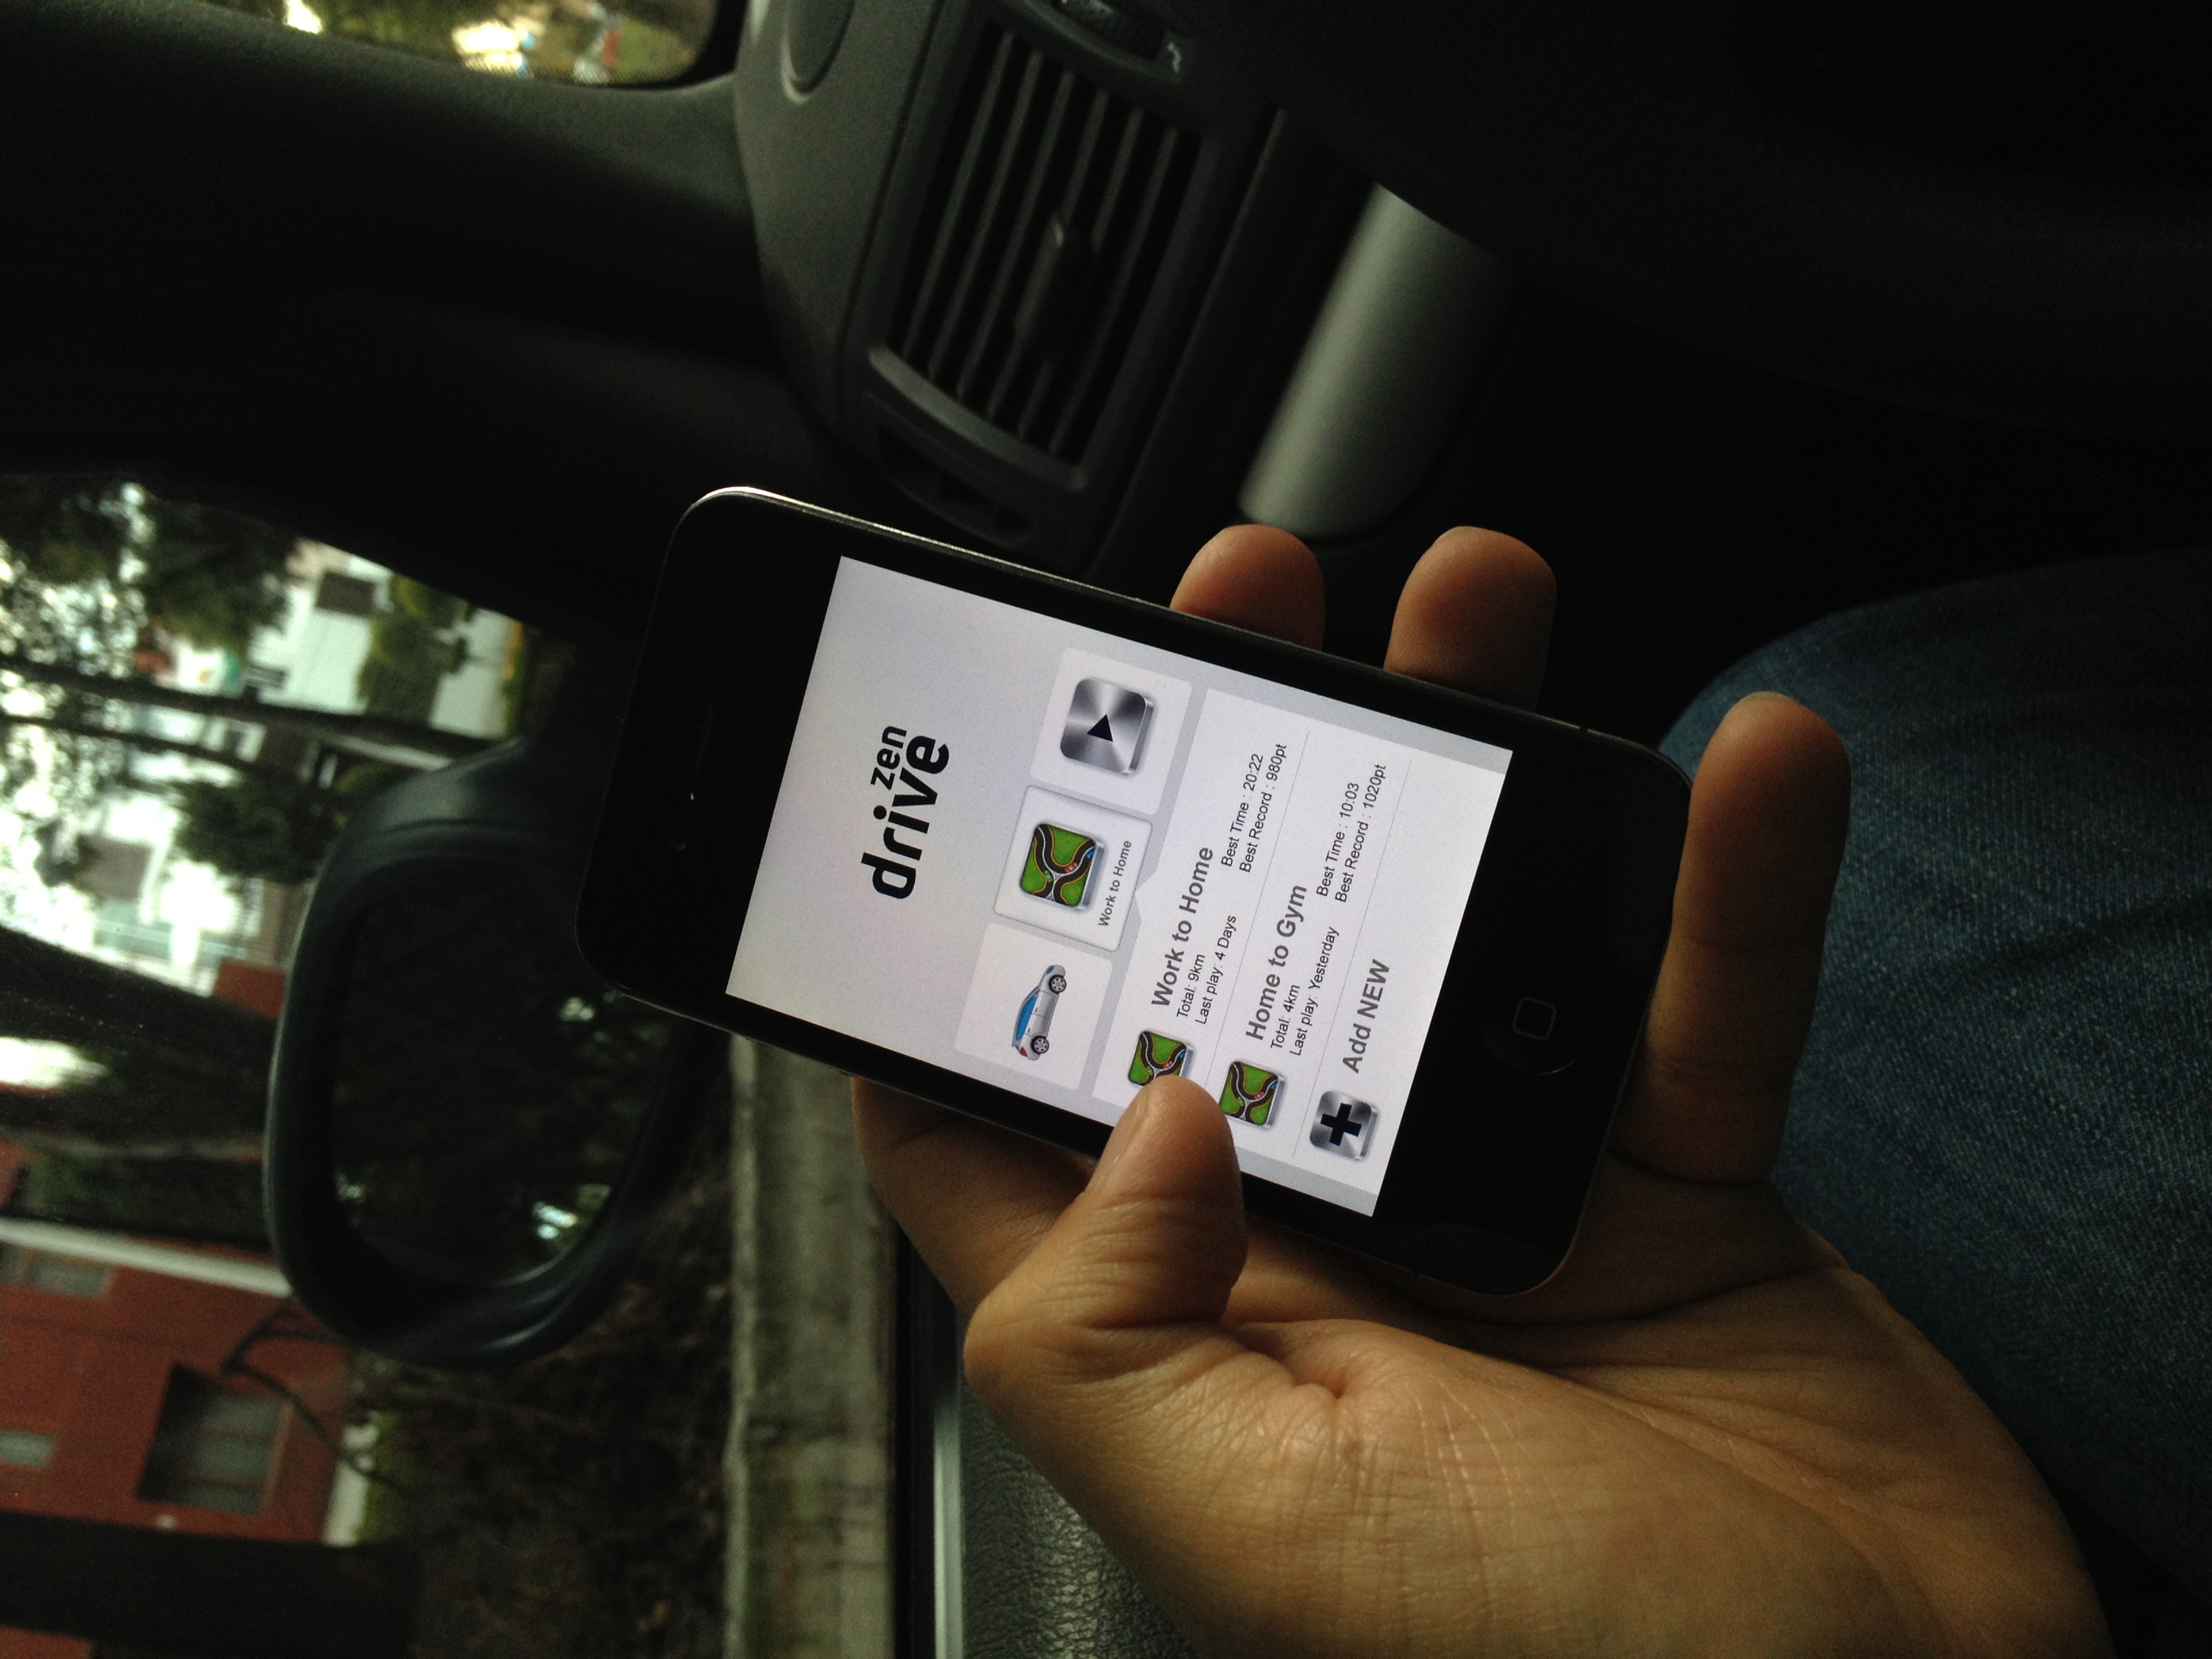 zen
drive
Work to Home
Work to Home
Total: 9km
Last play: 4 Days
Best Time : 20:22
Best Record : 980pt
Home to Gym
Total: 4km
Last play: Yesterday
Best Time : 10:03
Best Record : 1020pt
Add NEW